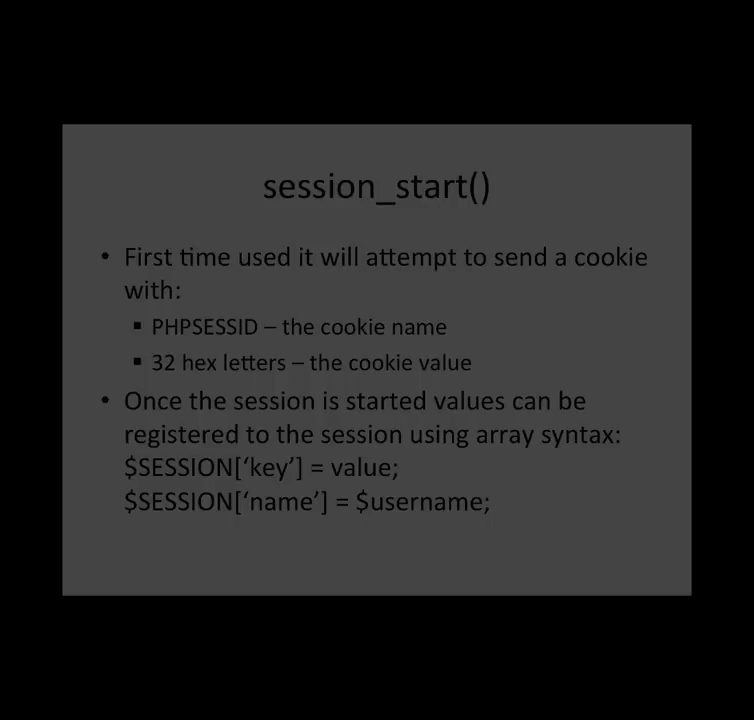 session_start()
• First time used it will attempt to send a cookie
with:
▪ PHPSESSID – the cookie name
▪ 32 hex letters – the cookie value
• Once the session is started values can be
registered to the session using array syntax:
$SESSION[‘key’] = value;
$SESSION[‘name’] = $username;